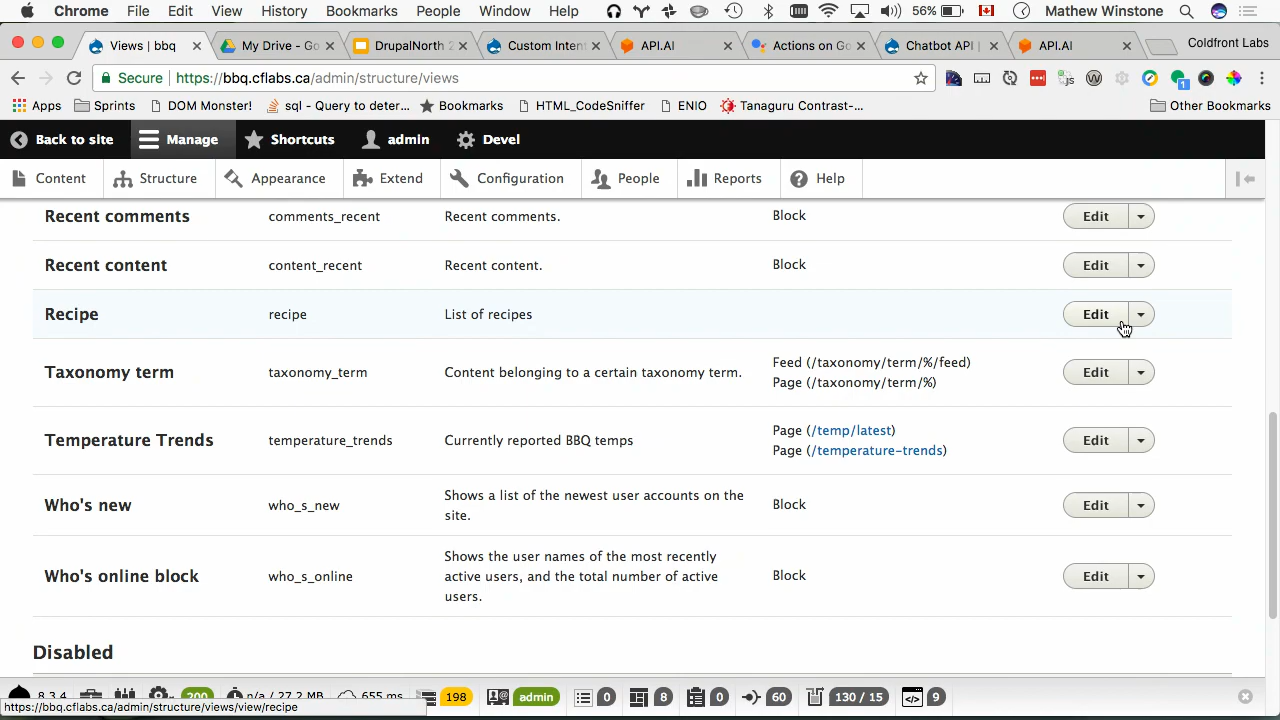 Chrome File Edit View History Bookmarks People Window Help 56% Mathew Winstone
Views | bbq My Drive - Go DrupalNorth 2 Custom Inten API.AI Actions on Go Chatbot API | API.AI Coldfront Labs
Secure https://bbq.cflabs.ca/admin/structure/views
Apps Sprints DOM Monster! sql - Query to deter... Bookmarks HTML_CodeSniffer ENIO Tanaguru Contrast-... Other Bookmarks
Back to site Manage Shortcuts admin Devel
Content Structure Appearance Extend Configuration People Reports Help
Recent comments comments_recent Recent comments. Block Edit
Recent content content_recent Recent content. Block Edit
Recipe recipe List of recipes Edit
Taxonomy term taxonomy_term Content belonging to a certain taxonomy term. Feed (/taxonomy/term/%/feed) Edit
Page (/taxonomy/term/%)
Temperature Trends temperature_trends Currently reported BBQ temps Page (/temp/latest) Edit
Page (/temperature-trends)
Who's new who_s_new Shows a list of the newest user accounts on the Block Edit
site.
Who's online block who_s_online Shows the user names of the most recently Block Edit
active users, and the total number of active
users.
Disabled
8.3.4 200 n/a / 27.2 MB 655 ms 198 admin 0 8 0 60 130 / 15 9
https://bbq.cflabs.ca/admin/structure/views/view/recipe